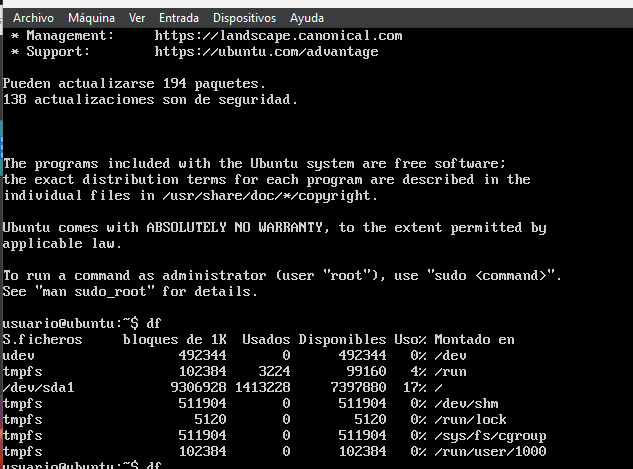 Archivo Máquina Ver Entrada Dispositivos Ayuda
* Management: https://landscape.canonical.com
* Support: https://ubuntu.com/advantage
Pueden actualizarse 194 paquetes.
138 actualizaciones son de seguridad.
The programs included with the Ubuntu system are free software;
the exact distribution terms for each program are described in the
individual files in /usr/share/doc/*/copyright.
Ubuntu comes with ABSOLUTELY NO WARRANTY, to the extent permitted by
applicable law.
To run a command as administrator (user "root"), use "sudo <command>".
See "man sudo_root" for details.
usuario@ubuntu:~$ df
S.ficheros bloques de 1K Usados Disponibles Uso% Montado en
udev 492344 0 492344 0% /dev
tmpfs 102384 3224 99160 4% /run
/dev/sda1 9306928 1413228 7397880 17% /
tmpfs 511904 0 511904 0% /dev/shm
tmpfs 5120 0 5120 0% /run/lock
tmpfs 511904 0 511904 0% /sys/fs/cgroup
tmpfs 102384 0 102384 0% /run/user/1000
usuario@ubuntu:~$ df